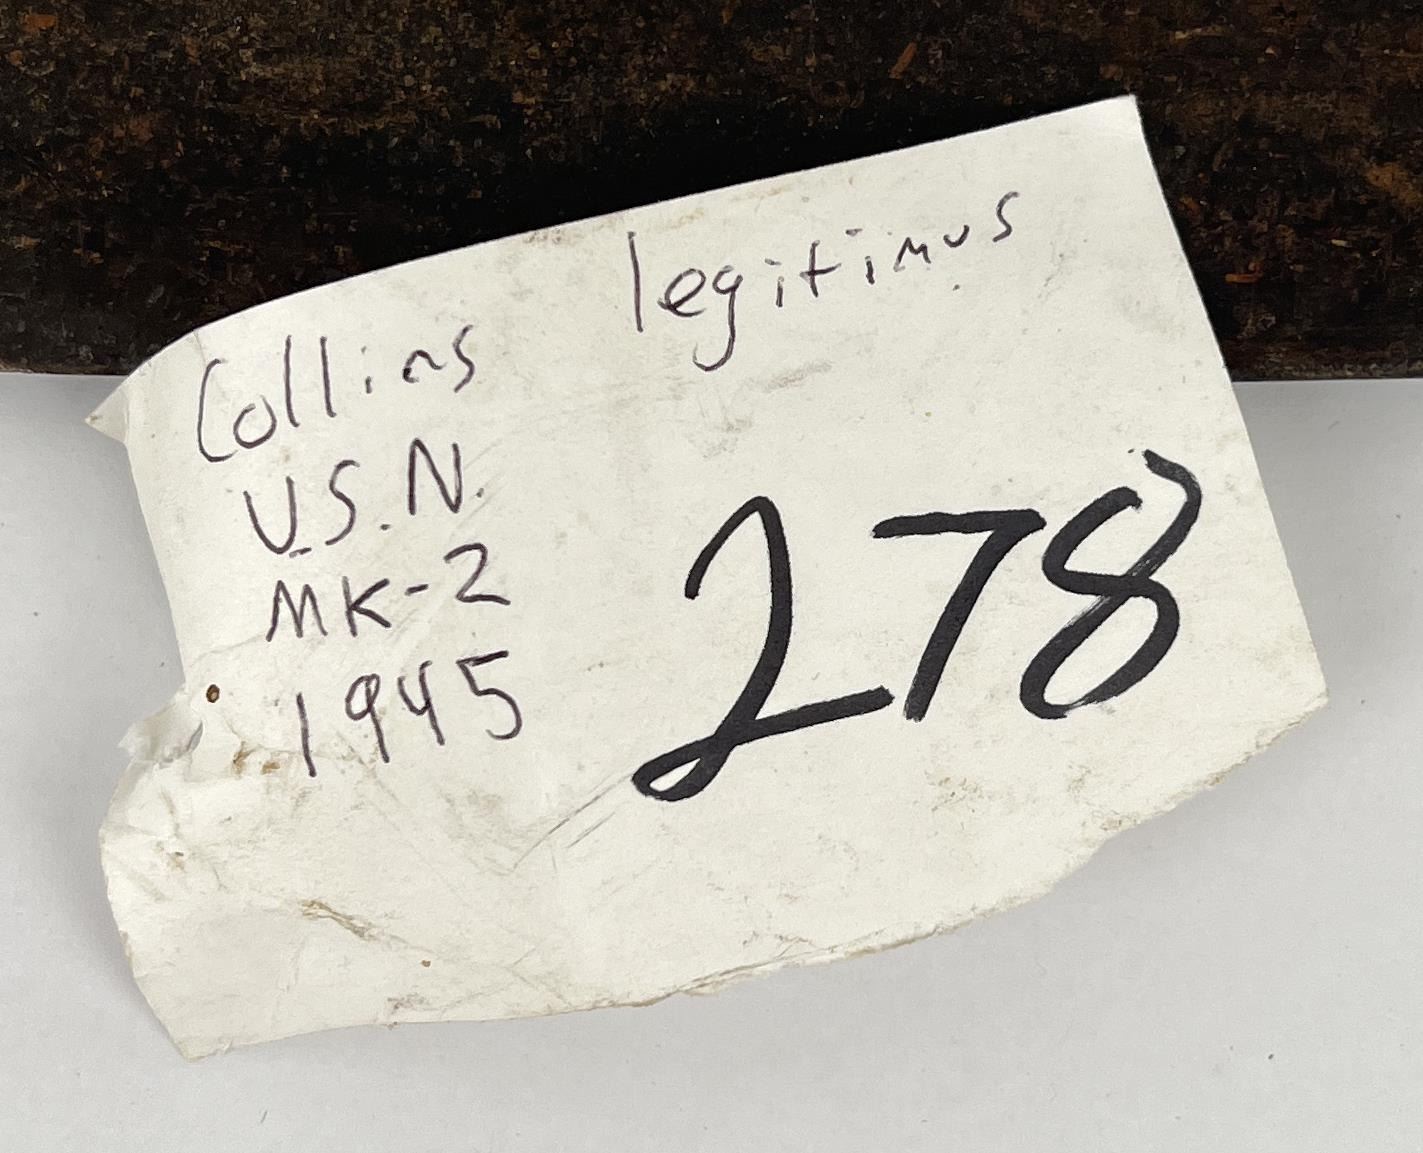 Collins legitimus
U.S.N.
MK-2
1945
278